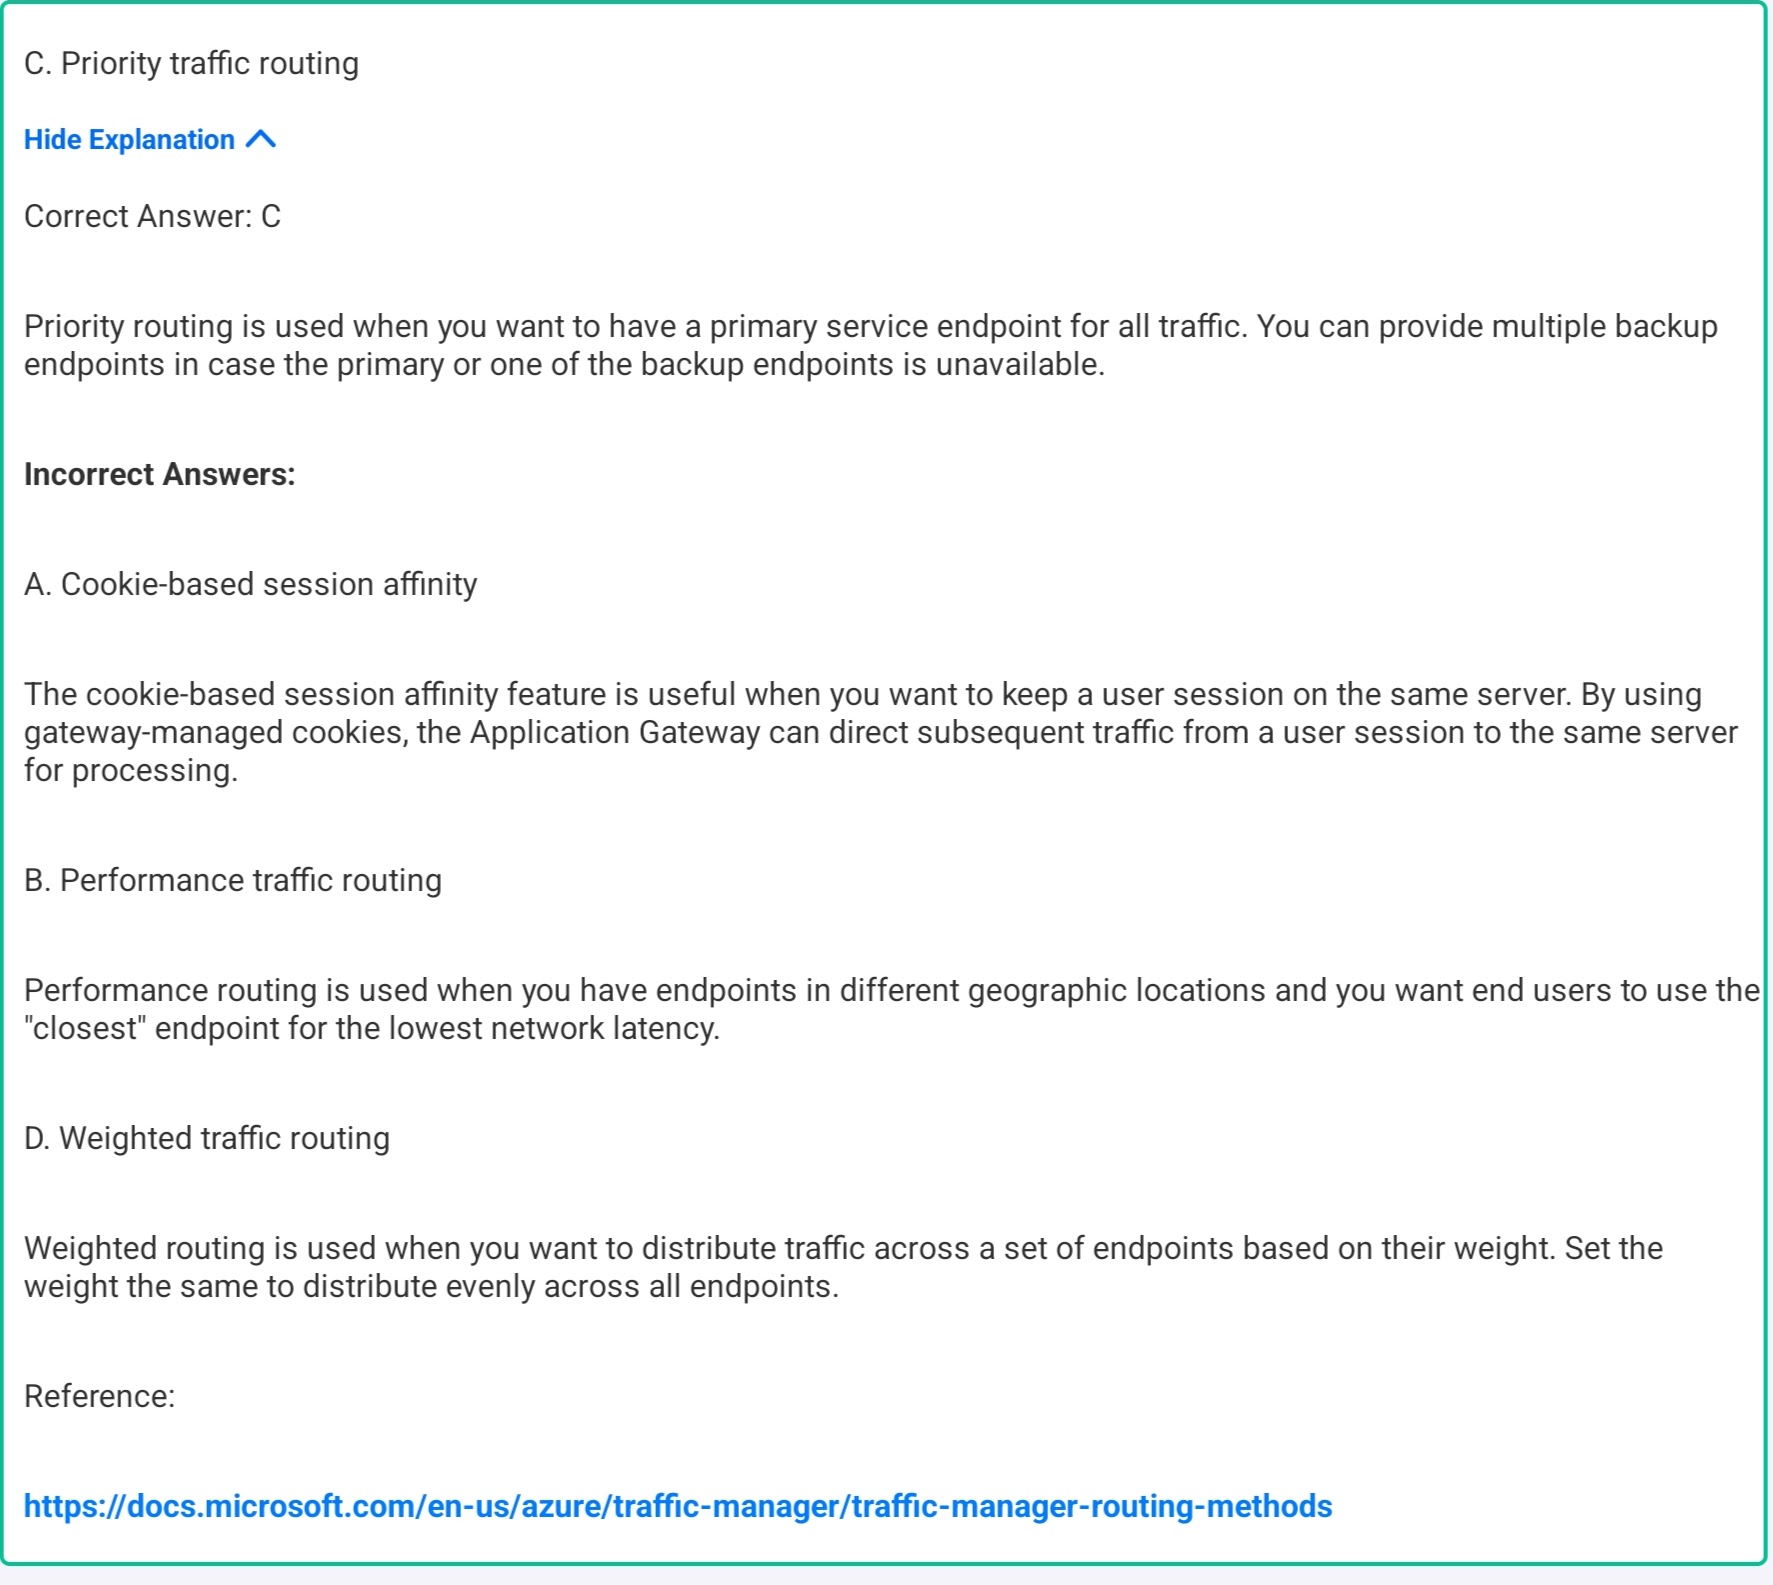 C. Priority traffic routing
Hide Explanation
Correct Answer: C
Priority routing is used when you want to have a primary service endpoint for all traffic. You can provide multiple backup
endpoints in case the primary or one of the backup endpoints is unavailable.
Incorrect Answers:
A. Cookie-based session affinity
The cookie-based session affinity feature is useful when you want to keep a user session on the same server. By using
gateway-managed cookies, the Application Gateway can direct subsequent traffic from a user session to the same server
for processing.
B. Performance traffic routing
Performance routing is used when you have endpoints in different geographic locations and you want end users to use the
"closest" endpoint for the lowest network latency.
D. Weighted traffic routing
Weighted routing is used when you want to distribute traffic across a set of endpoints based on their weight. Set the
weight the same to distribute evenly across all endpoints.
Reference:
https://docs.microsoft.com/en-us/azure/traffic-manager/traffic-manager-routing-methods